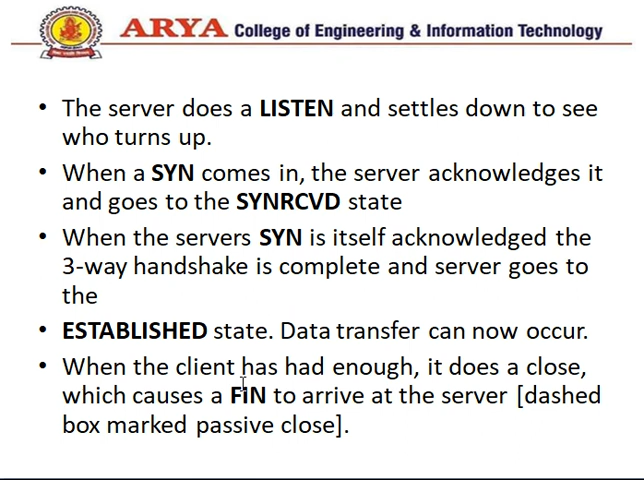 ARYA College of Engineering & Information Technology
• The server does a LISTEN and settles down to see
who turns up.
• When a SYN comes in, the server acknowledges it
and goes to the SYNRCVD state
• When the servers SYN is itself acknowledged the
3-way handshake is complete and server goes to
the
• ESTABLISHED state. Data transfer can now occur.
• When the client has had enough, it does a close,
which causes a FIN to arrive at the server [dashed
box marked passive close].